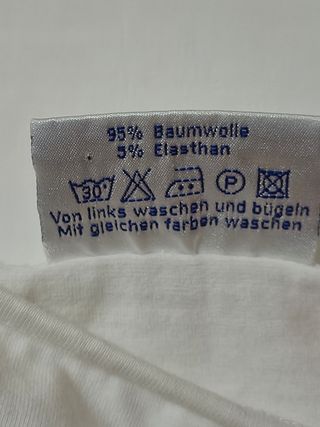 95% Baumwolle
5% Elasthan
30° P
Von links waschen und bügeln
Mit gleichen farben waschen